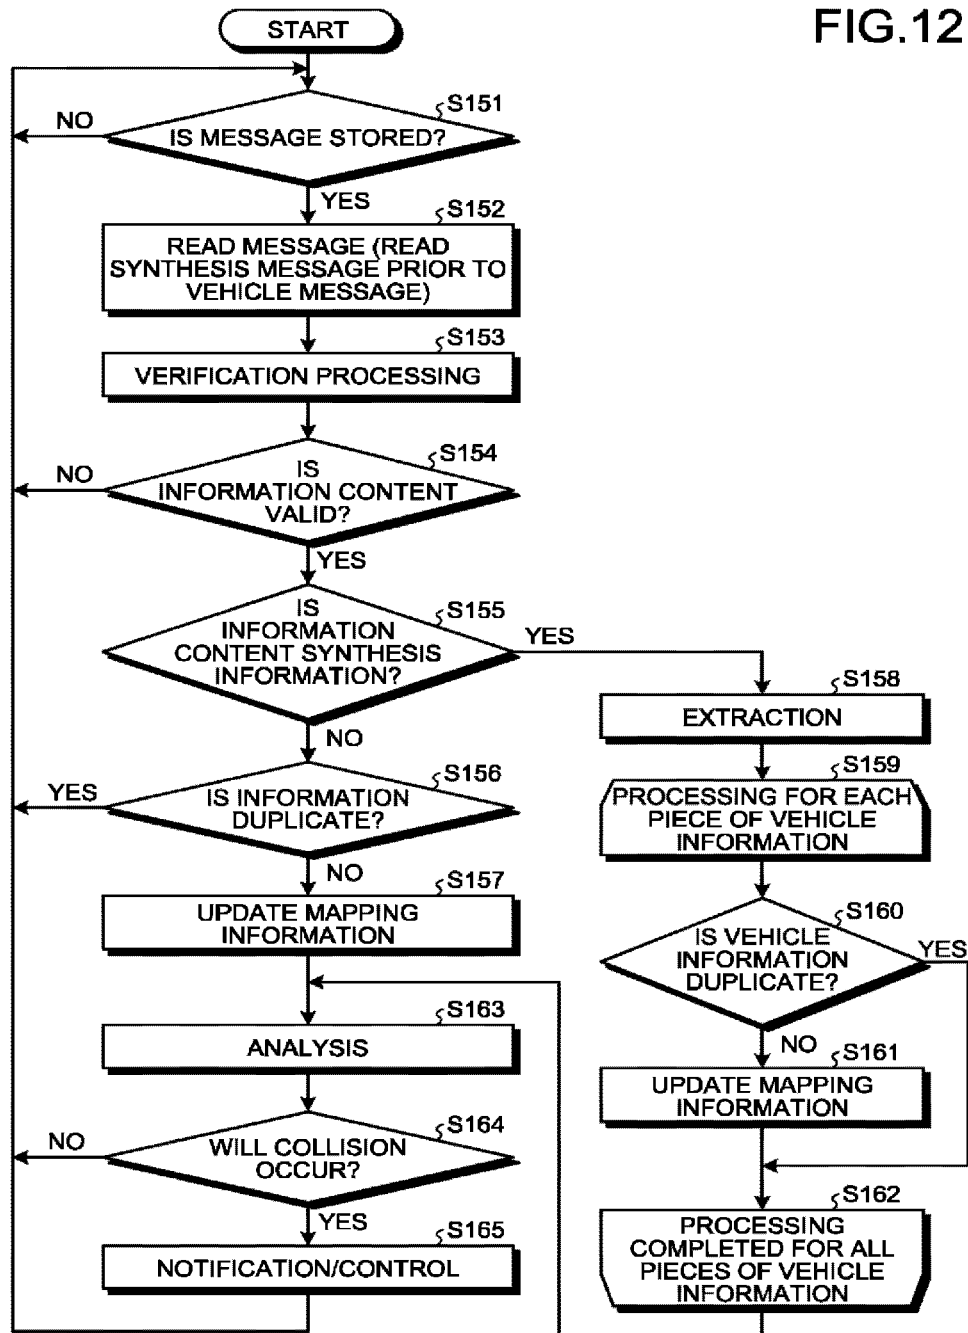 FIG.12
START
S151
NO
IS MESSAGE STORED?
YES
S152
READ MESSAGE (READ
SYNTHESIS MESSAGE PRIOR TO
VEHICLE MESSAGE)
S153
VERIFICATION PROCESSING
S154
NO
IS
INFORMATION CONTENT
VALID?
YES
S155
IS
INFORMATION
CONTENT SYNTHESIS
INFORMATION?
YES
NO
S156
YES
IS INFORMATION
DUPLICATE?
NO
S157
UPDATE MAPPING
INFORMATION
S158
EXTRACTION
S159
PROCESSING FOR EACH
PIECE OF VEHICLE
INFORMATION
S160
IS VEHICLE
INFORMATION
DUPLICATE?
YES
NO
S161
UPDATE MAPPING
INFORMATION
S162
PROCESSING
COMPLETED FOR ALL
PIECES OF VEHICLE
INFORMATION
S163
ANALYSIS
S164
NO
WILL COLLISION
OCCUR?
YES
S165
NOTIFICATION/CONTROL